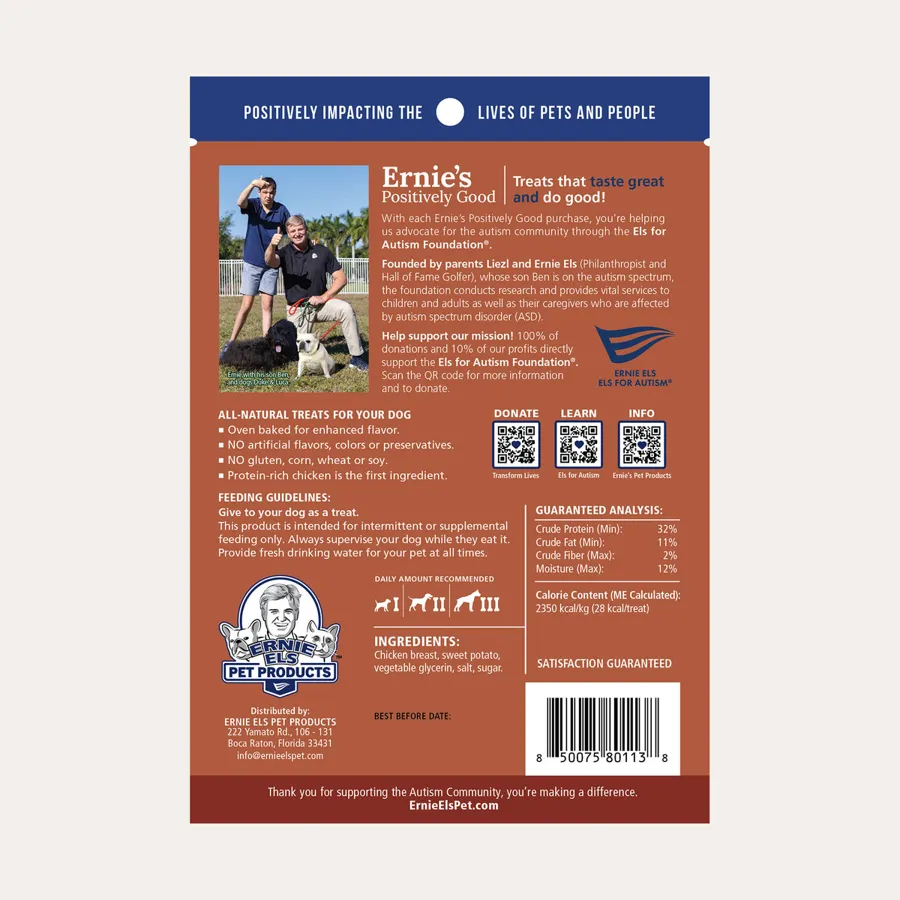 POSITIVELY IMPACTING THE LIVES OF PETS AND PEOPLE
Ernie's
Positively Good
Treats that taste great
and do good!
With each Ernie's Positively Good purchase, you're helping
us advocate for the autism community through the Els for
Autism Foundation®.
Founded by parents Liezl and Ernie Els (Philanthropist and
Hall of Fame Golfer), whose son Ben is on the autism spectrum,
the foundation conducts research and provides vital services to
children and adults as well as their caregivers who are affected
by autism spectrum disorder (ASD).
Help support our mission! 100% of
donations and 10% of our profits directly
support the Els for Autism Foundation®.
Scan the QR code for more information
and to donate.
ERNIE ELS
ELS FOR AUTISM®
Ernie with his son Ben,
and dogs Duke & Luca
ALL-NATURAL TREATS FOR YOUR DOG
▪ Oven baked for enhanced flavor.
▪ NO artificial flavors, colors or preservatives.
▪ NO gluten, corn, wheat or soy.
▪ Protein-rich chicken is the first ingredient.
DONATE LEARN INFO
Transform Lives Els for Autism Ernie's Pet Products
FEEDING GUIDELINES:
Give to your dog as a treat.
This product is intended for intermittent or supplemental
feeding only. Always supervise your dog while they eat it.
Provide fresh drinking water for your pet at all times.
GUARANTEED ANALYSIS:
Crude Protein (Min): 32%
Crude Fat (Min): 11%
Crude Fiber (Max): 2%
Moisture (Max): 12%
Calorie Content (ME Calculated):
2350 kcal/kg (28 kcal/treat)
SATISFACTION GUARANTEED
DAILY AMOUNT RECOMMENDED
I II III
INGREDIENTS:
Chicken breast, sweet potato,
vegetable glycerin, salt, sugar.
BEST BEFORE DATE:
ERNIE
ELS
PET PRODUCTS
™
Distributed by:
ERNIE ELS PET PRODUCTS
222 Yamato Rd., 106 - 131
Boca Raton, Florida 33431
info@ernieelspet.com
8 50075 80113 8
Thank you for supporting the Autism Community, you're making a difference.
ErnieElsPet.com